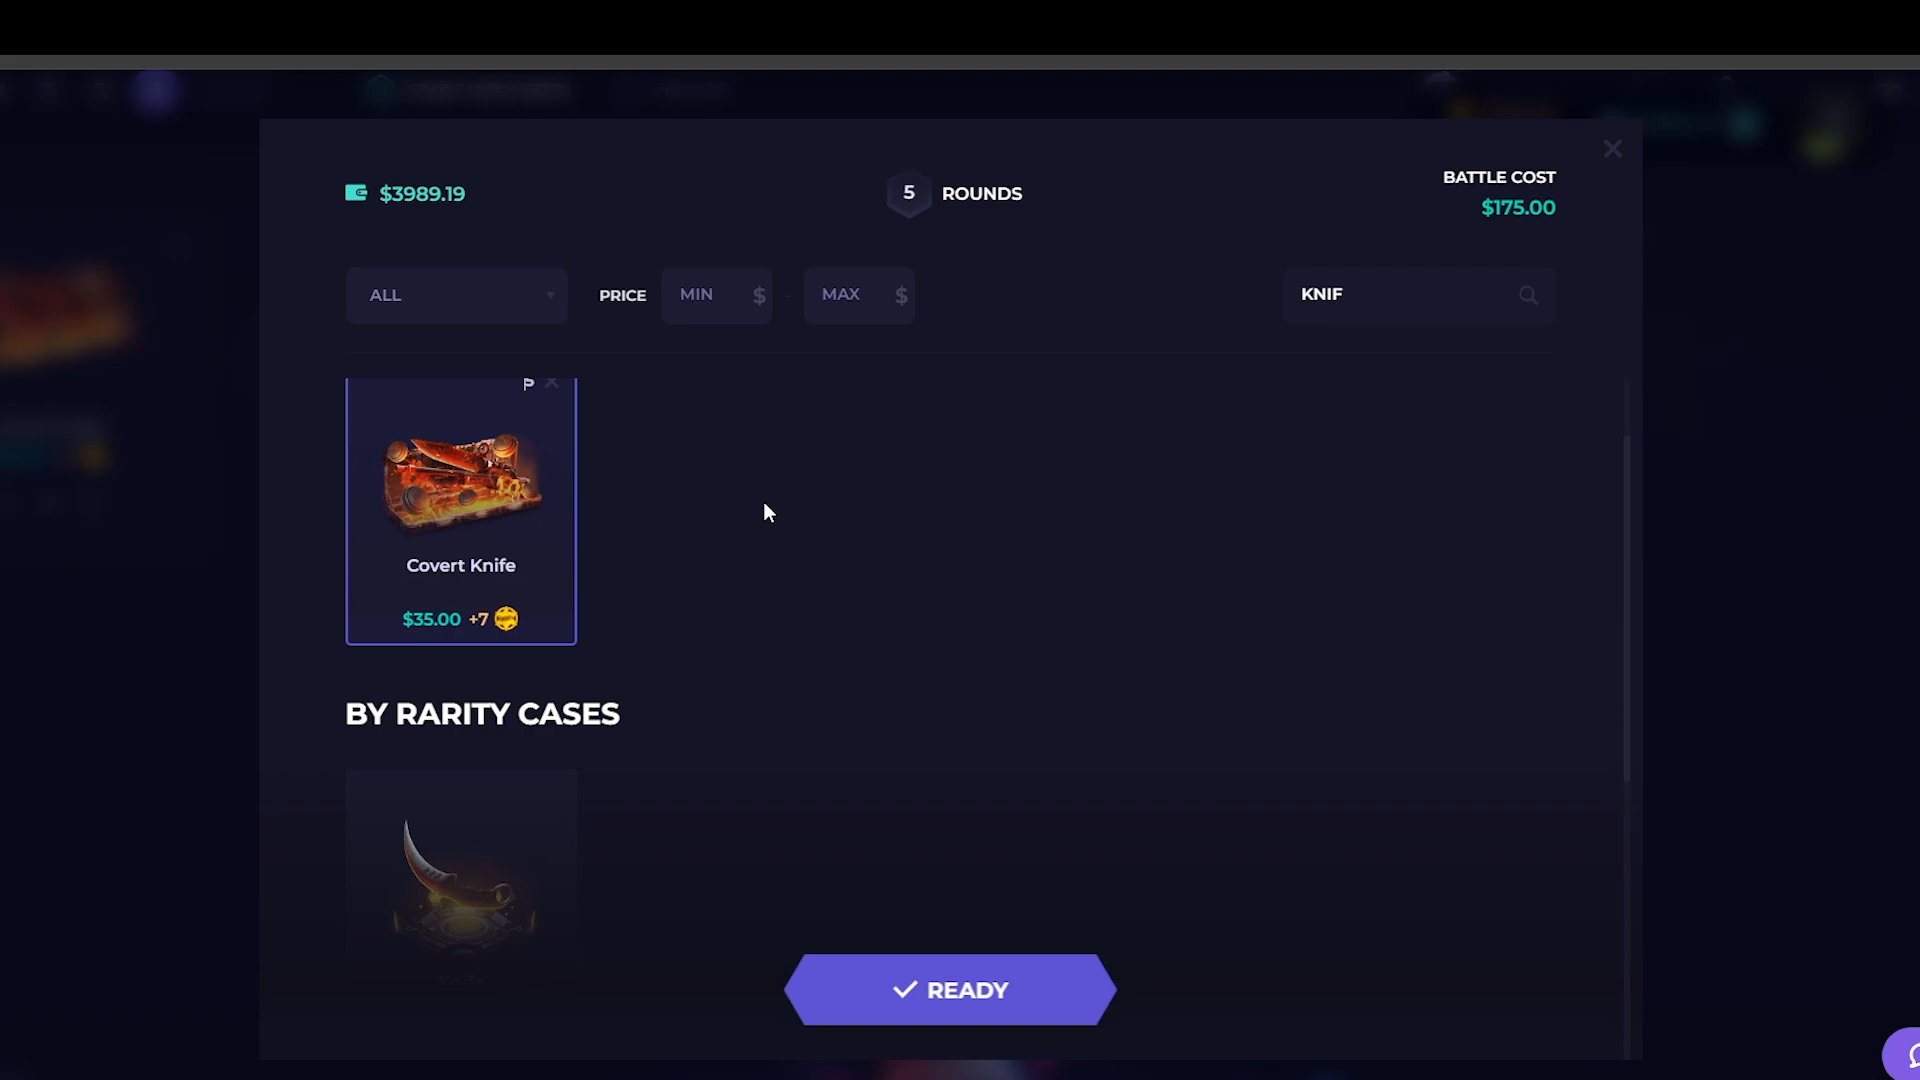 $3989.19
5 ROUNDS
BATTLE COST
$175.00
ALL
PRICE
MIN $
MAX $
KNIF
Covert Knife
$35.00 +7
BY RARITY CASES
READY